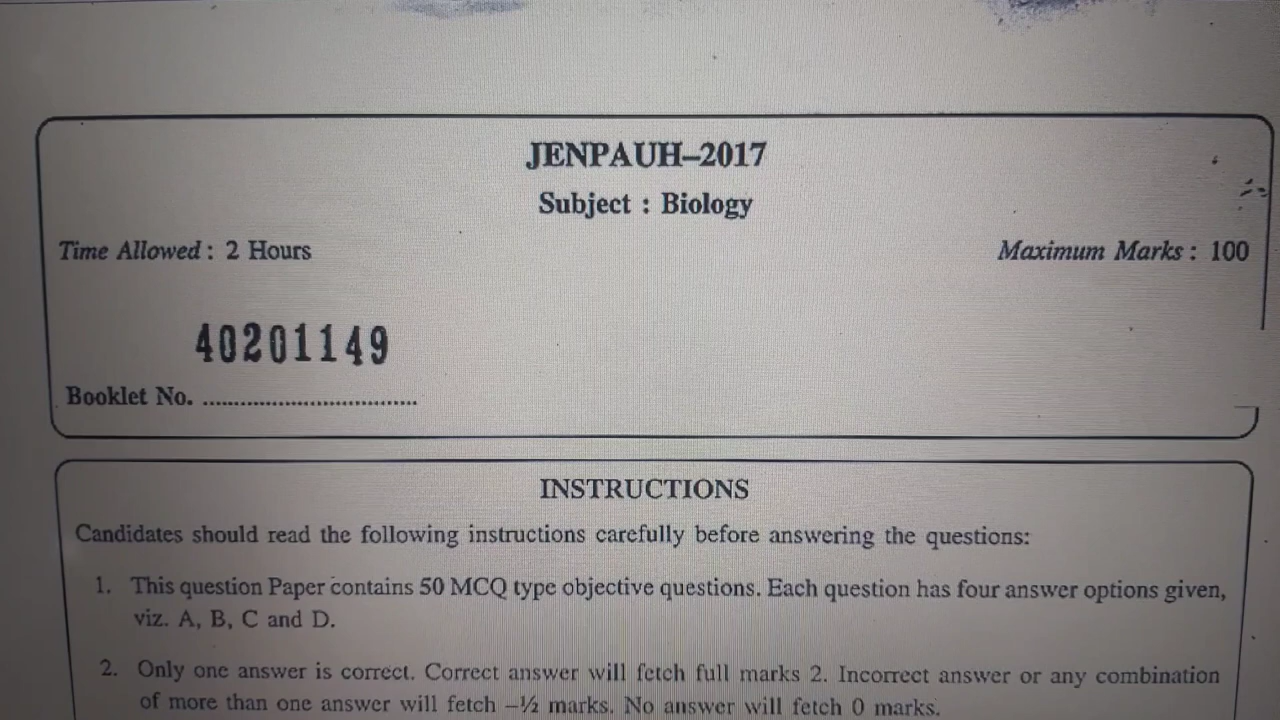 JENPAUH–2017
Subject : Biology
Time Allowed : 2 Hours
Maximum Marks : 100
40201149
Booklet No. ..................................
INSTRUCTIONS
Candidates should read the following instructions carefully before answering the questions:
1. This question Paper contains 50 MCQ type objective questions. Each question has four answer options given,
viz. A, B, C and D.
2. Only one answer is correct. Correct answer will fetch full marks 2. Incorrect answer or any combination
of more than one answer will fetch –½ marks. No answer will fetch 0 marks.